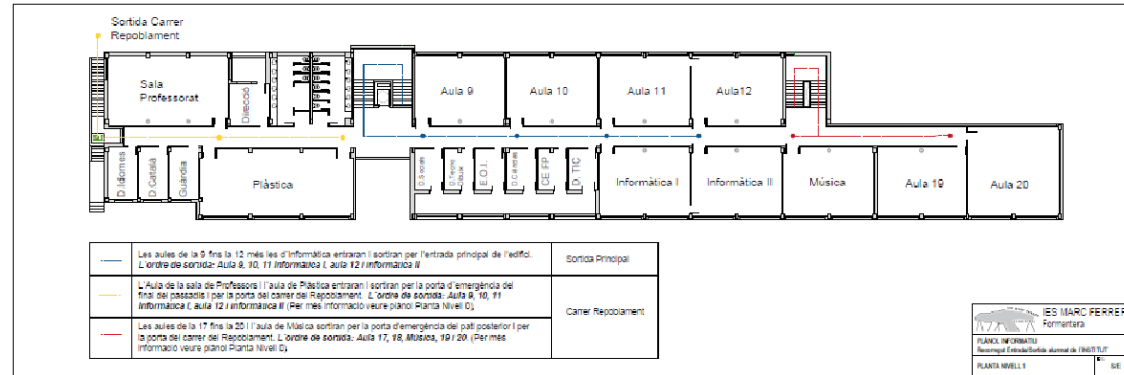 Sortida Carrer
Repoblament
Sala
Professorat
Direcció
Aula 9
Aula 10
Aula 11
Aula12
D.Idiomes
D.Català
Guàrdia
Plàstica
D.Socials
E.O.I.
D.Ciències
CE FP
D. TIC
Informàtica I
Informàtica III
Música
Aula 19
Aula 20
Les aules de la 9 fins la 12 més les d'Informàtica entraran i sortiran per l'entrada principal de l'edifici.
L'ordre de sortida: Aula 9, 10, 11 Informàtica I, aula 12 i Informàtica II
Sortida Principal
L'Aula de la sala de Professors i l'aula de Plàstica entraran i sortiran per la porta d'emergència del
final del passadís i per la porta del carrer del Repoblament. L'ordre de sortida: Aula 9, 10, 11
Informàtica I, aula 12 i Informàtica II (Per més informació veure plànol Planta Nivell 0).
Carrer Repoblament
Les aules de la 17 fins la 20 i l'aula de Música sortiran per la porta d'emergència del pati posterior i per
la porta del carrer del Repoblament. L'ordre de sortida: Aula 17, 18, Música, 19 i 20. (Per més
informació veure plànol Planta Nivell 0).
IES MARC FERRER
Formentera
PLÀNOL INFORMATIU
Recorregut Entrada/Sortida alumnat de l'INSTITUT
PLANTA NIVELL 1
S/E